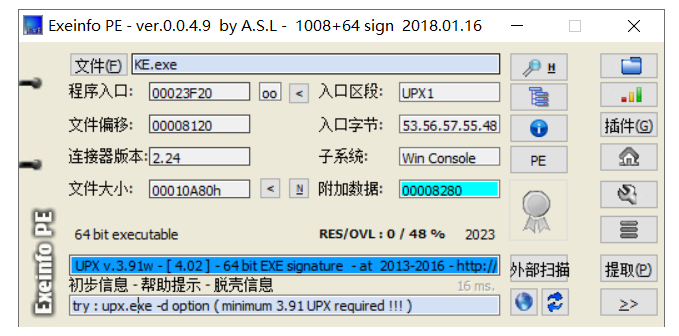 Exeinfo PE - ver.0.0.4.9 by A.S.L - 1008+64 sign 2018.01.16
文件(F) KE.exe H
程序入口: 00023F20 oo < 入口区段: UPX1
文件偏移: 00008120 入口字节: 53.56.57.55.48 插件(G)
连接器版本: 2.24 子系统: Win Console PE
文件大小: 00010A80h < N 附加数据: 00008280
64 bit executable RES/OVL : 0 / 48 % 2023
UPX v.3.91w - [ 4.02 ] - 64 bit EXE signature - at 2013-2016 - http:// 外部扫描 提取(P)
初步信息 - 帮助提示 - 脱壳信息 16 ms.
try : upx.exe -d option ( minimum 3.91 UPX required !!! ) >>
Exeinfo PE